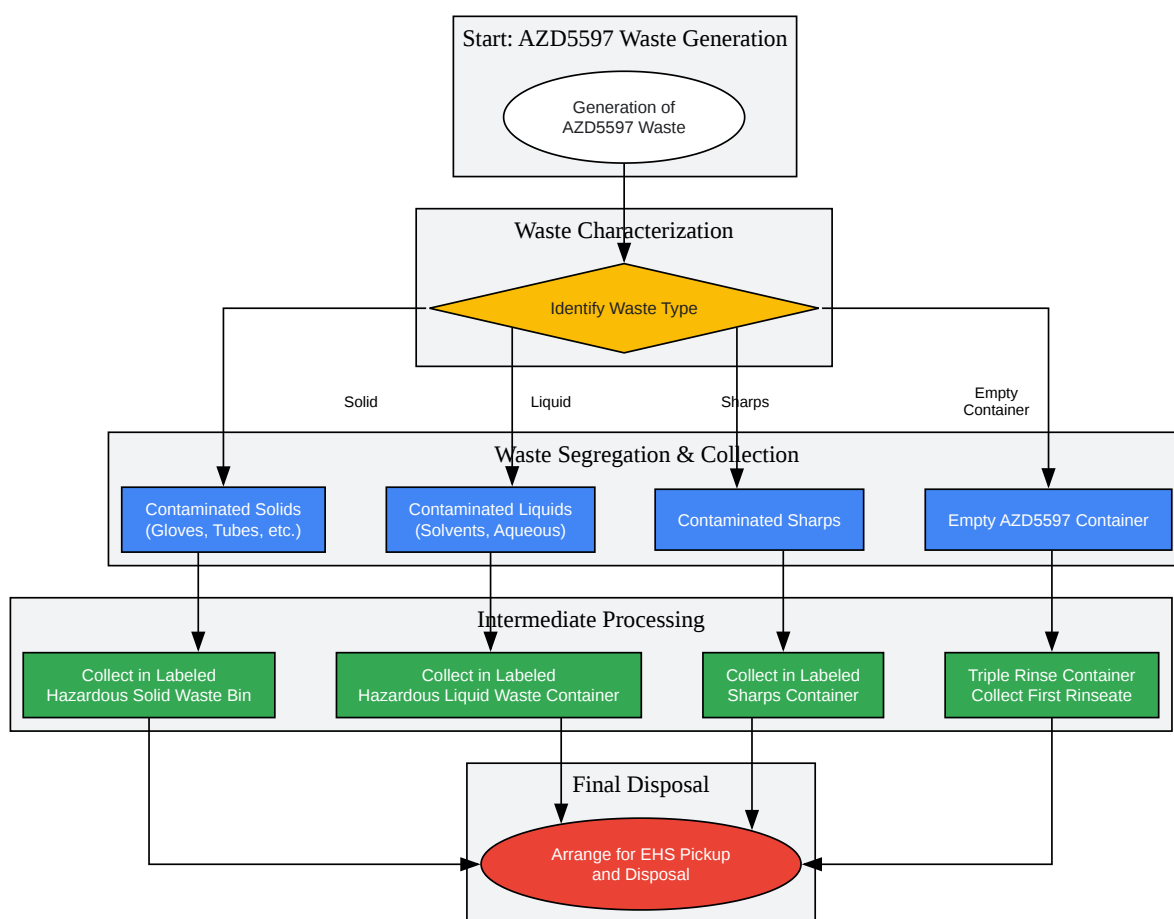 Start: AZD5597 Waste Generation
Generation of
AZD5597 Waste
Waste Characterization
Identify Waste Type
Solid
Liquid
Sharps
Empty
Container
Waste Segregation & Collection
Contaminated Solids
(Gloves, Tubes, etc.)
Contaminated Liquids
(Solvents, Aqueous)
Contaminated Sharps
Empty AZD5597 Container
Intermediate Processing
Collect in Labeled
Hazardous Solid Waste Bin
Collect in Labeled
Hazardous Liquid Waste Container
Collect in Labeled
Sharps Container
Triple Rinse Container
Collect First Rinseate
Final Disposal
Arrange for EHS Pickup
and Disposal